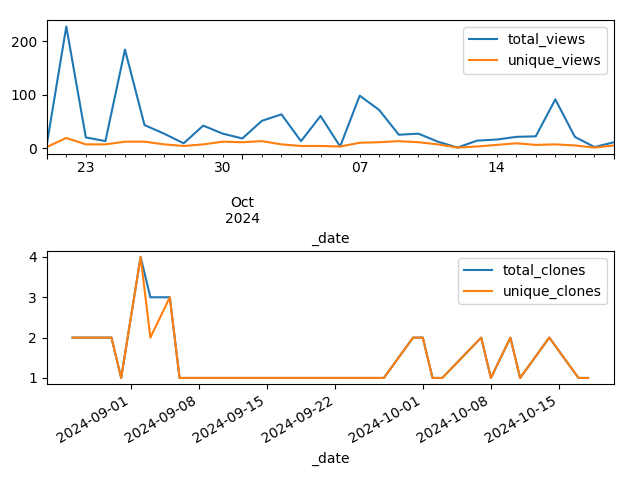 200
100
0
total_views
unique_views
23 30 07 14
Oct
2024
_date
4
3
2
1
total_clones
unique_clones
2024-09-01 2024-09-08 2024-09-15 2024-09-22 2024-10-01 2024-10-08 2024-10-15
_date